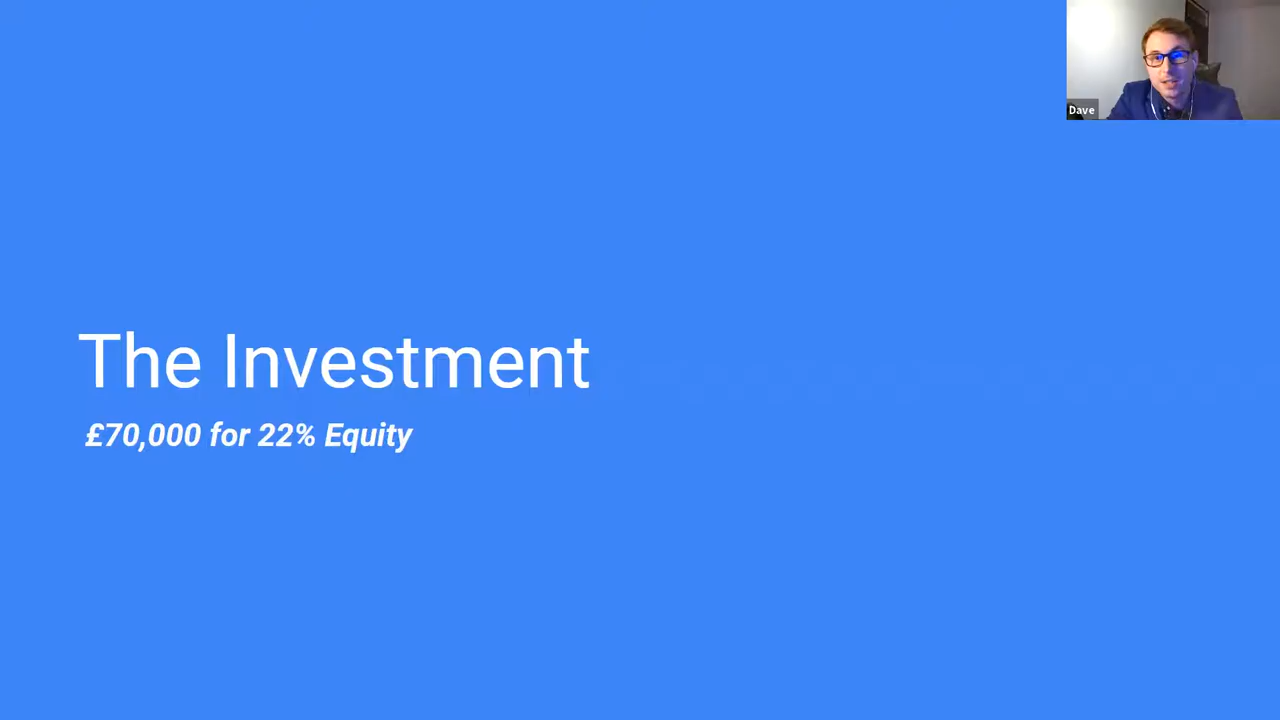 Dave
The Investment
£70,000 for 22% Equity